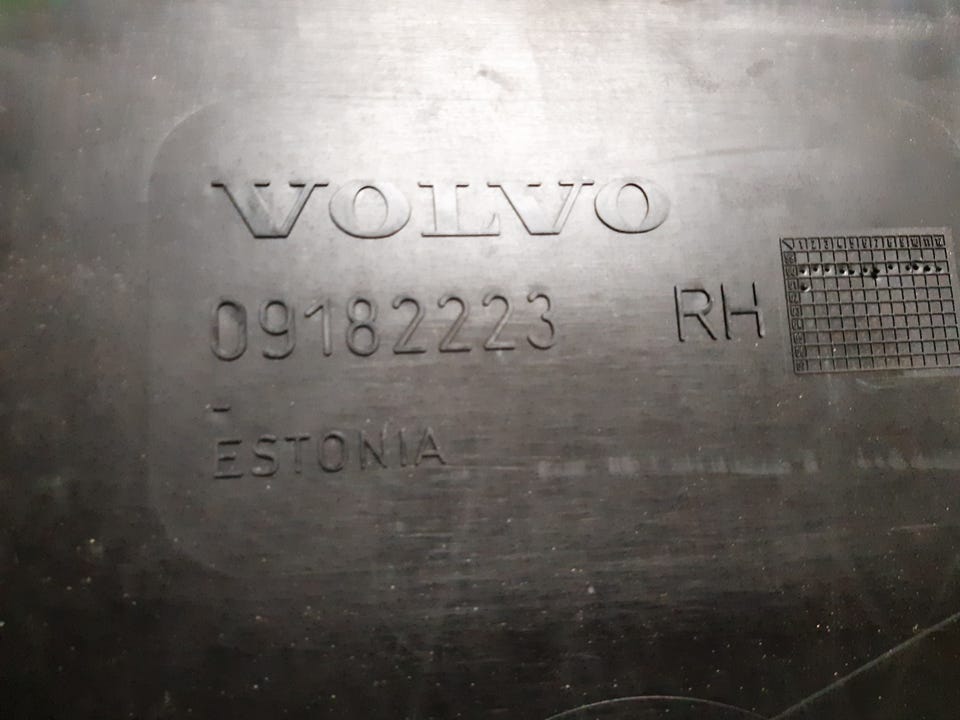 VOLVO
09182223 RH
-
ESTONIA